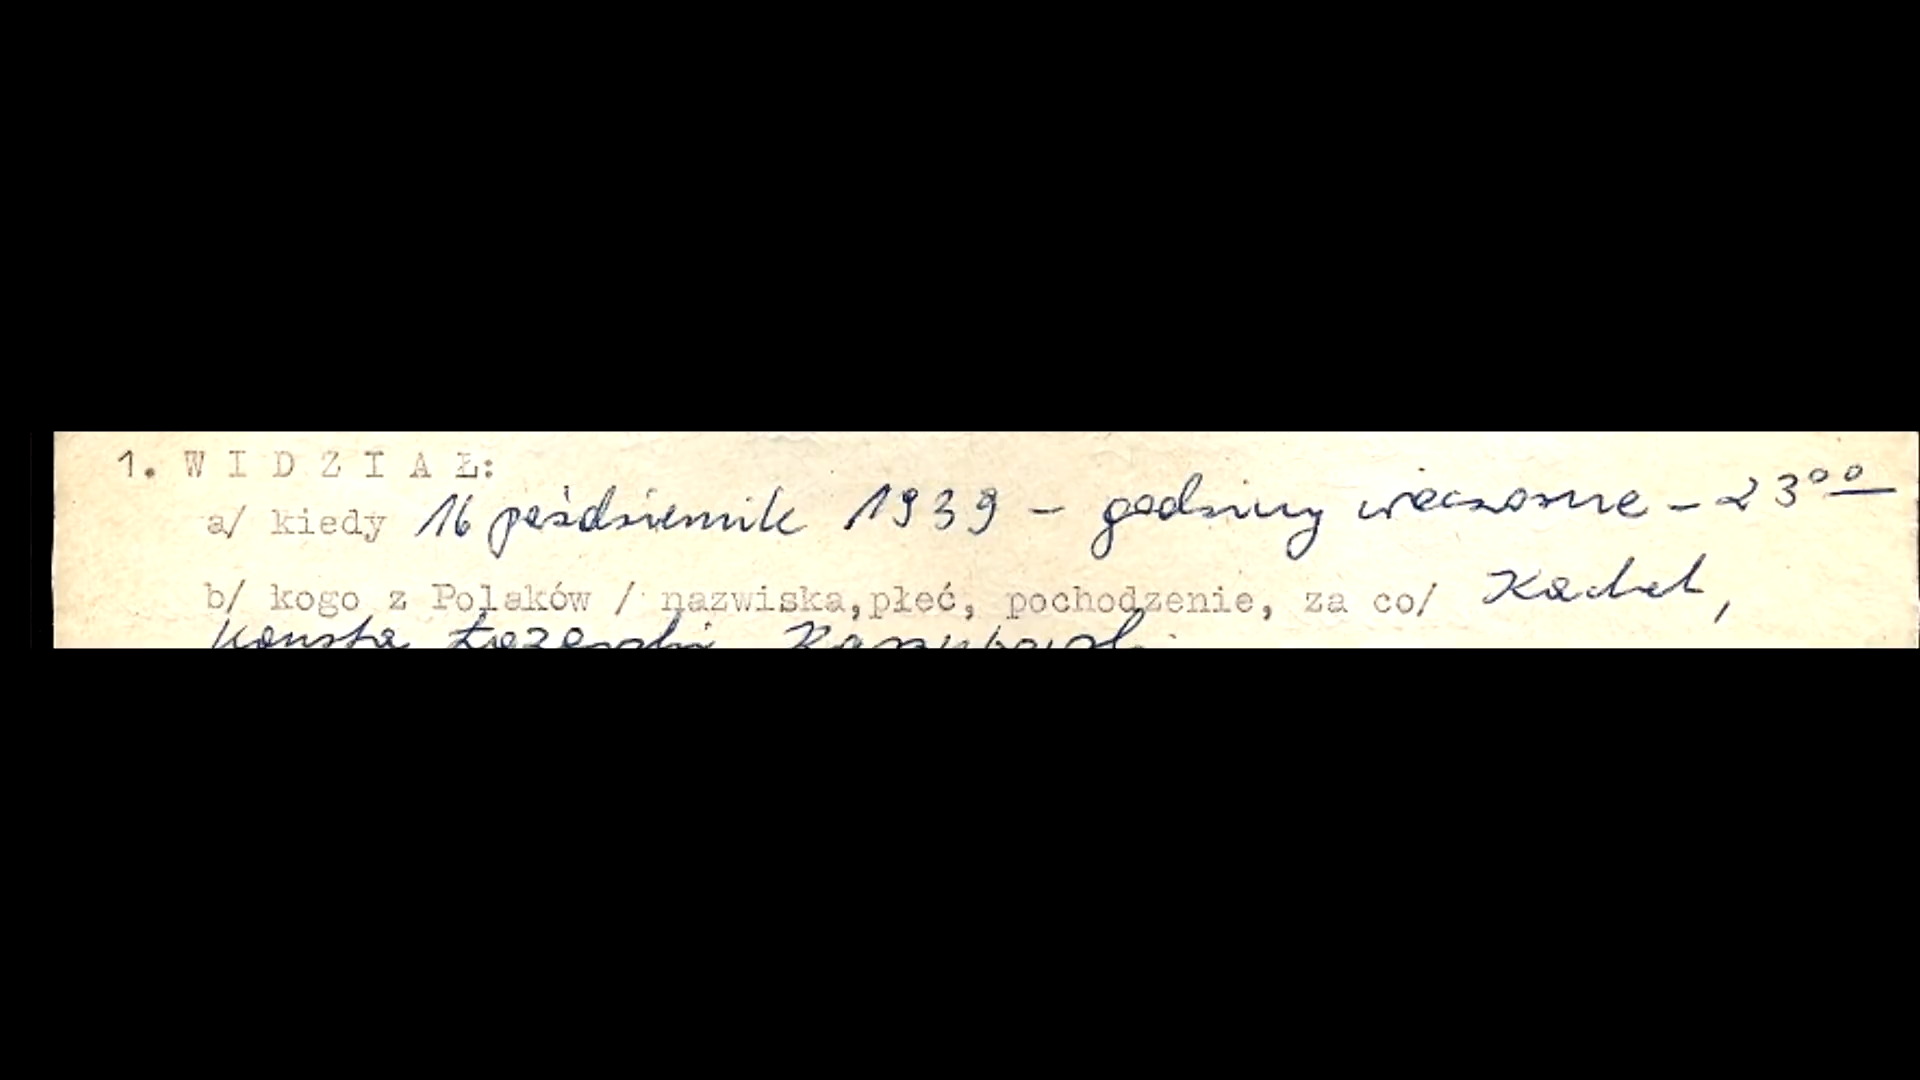 1. W I D Z I A Ł:
a/ kiedy 16 październik 1939 - godziny wieczorne - 23⁰⁰
b/ kogo z Polaków / nazwiska, płeć, pochodzenie, za co/